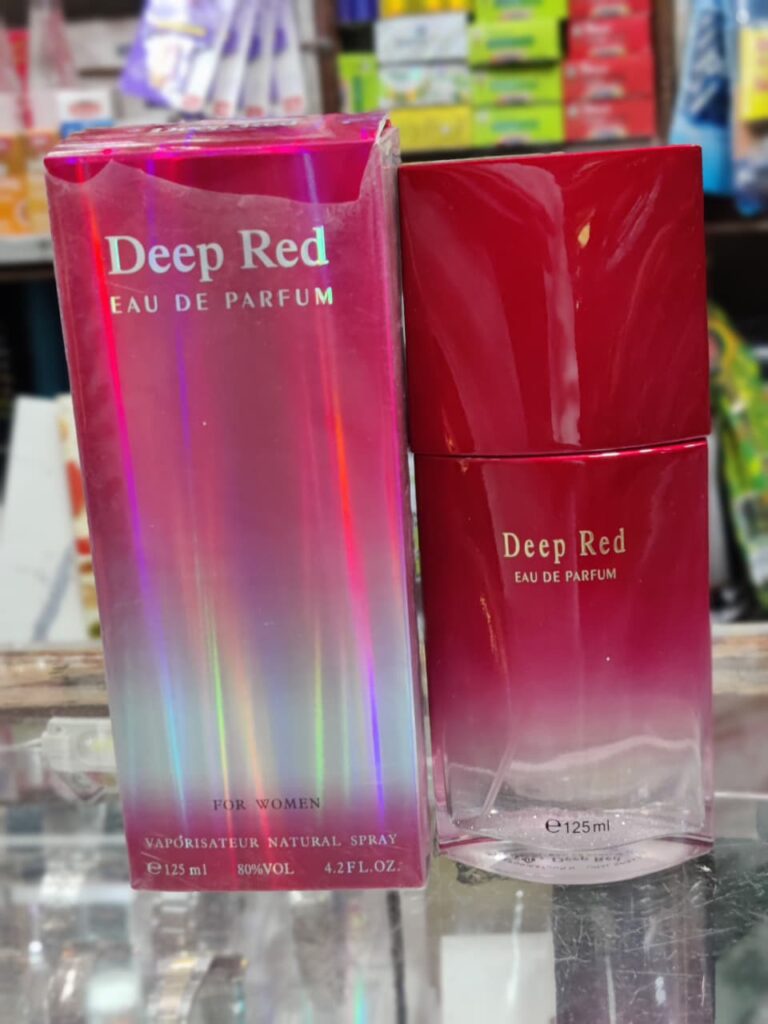 Deep Red
EAU DE PARFUM
FOR WOMEN
VAPORISATEUR NATURAL SPRAY
℮125 ml 80%VOL 4.2FL.OZ.
Deep Red
EAU DE PARFUM
℮125ml